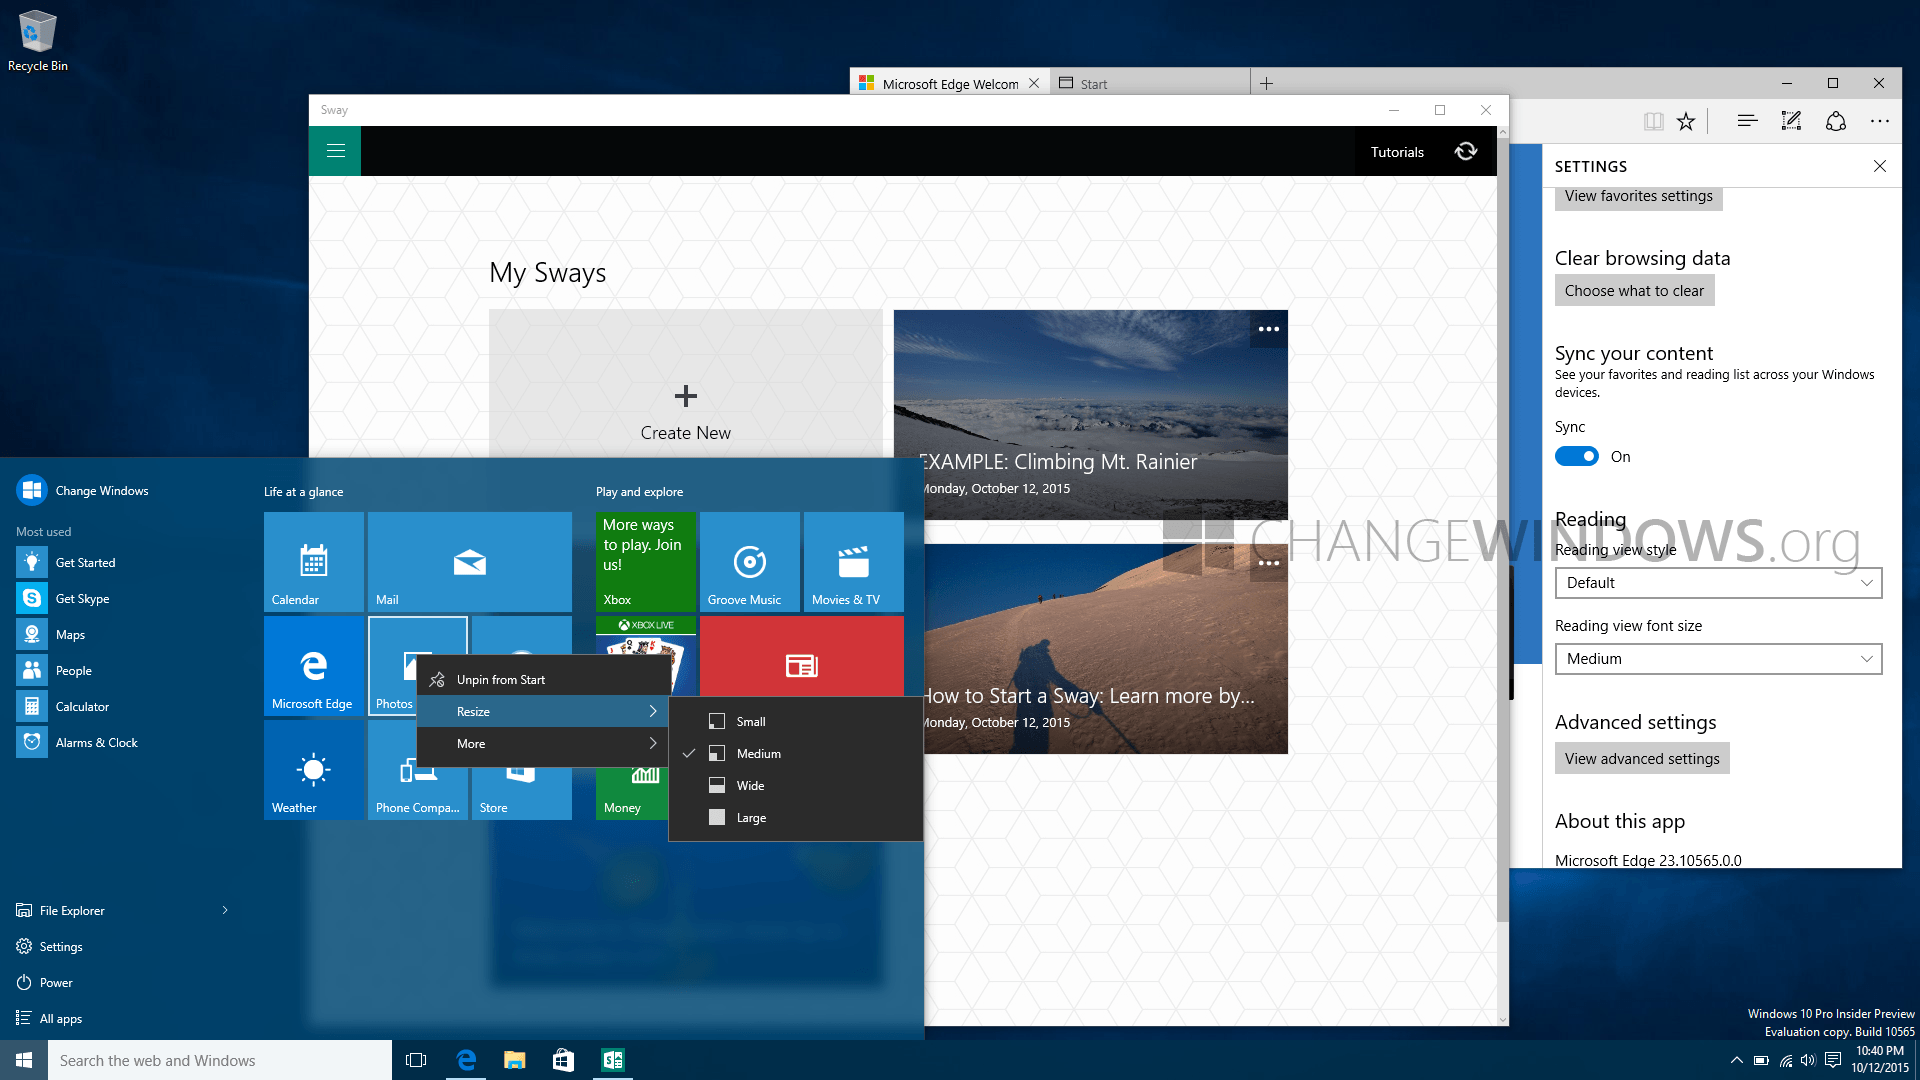 Recycle Bin
Microsoft Edge Welcom
Start
Sway
Tutorials
My Sways
Create New
EXAMPLE: Climbing Mt. Rainier
Monday, October 12, 2015
How to Start a Sway: Learn more by...
Monday, October 12, 2015
SETTINGS
View favorites settings
Clear browsing data
Choose what to clear
Sync your content
See your favorites and reading list across your Windows
devices.
Sync
On
Reading
CHANGEWINDOWS.org
Reading view style
Default
Reading view font size
Medium
Advanced settings
View advanced settings
About this app
Microsoft Edge 23.10565.0.0
Change Windows
Most used
Get Started
Get Skype
Maps
People
Calculator
Alarms & Clock
File Explorer
Settings
Power
All apps
Life at a glance
Calendar
Mail
Microsoft Edge
Photos
Weather
Phone Compa...
Store
Play and explore
More ways
to play. Join
us!
Xbox
Groove Music
Movies & TV
XBOX LIVE
Money
Unpin from Start
Resize
More
Small
Medium
Wide
Large
Windows 10 Pro Insider Preview
Evaluation copy. Build 10565
Search the web and Windows
10:40 PM
10/12/2015